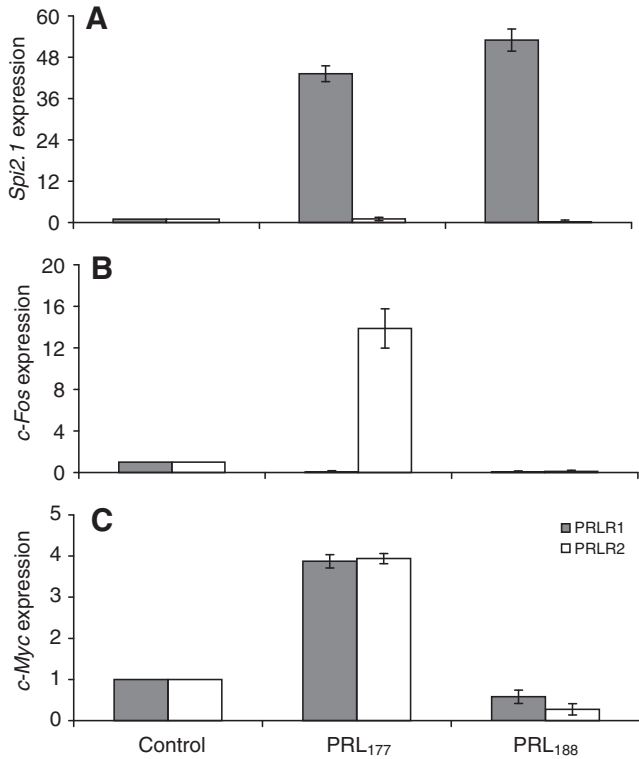 A
60
48
36
24
12
0
Spi2.1 expression
B
20
16
12
8
4
0
c-Fos expression
C
5
4
3
2
1
0
c-Myc expression
PRLR1
PRLR2
Control PRL177 PRL188